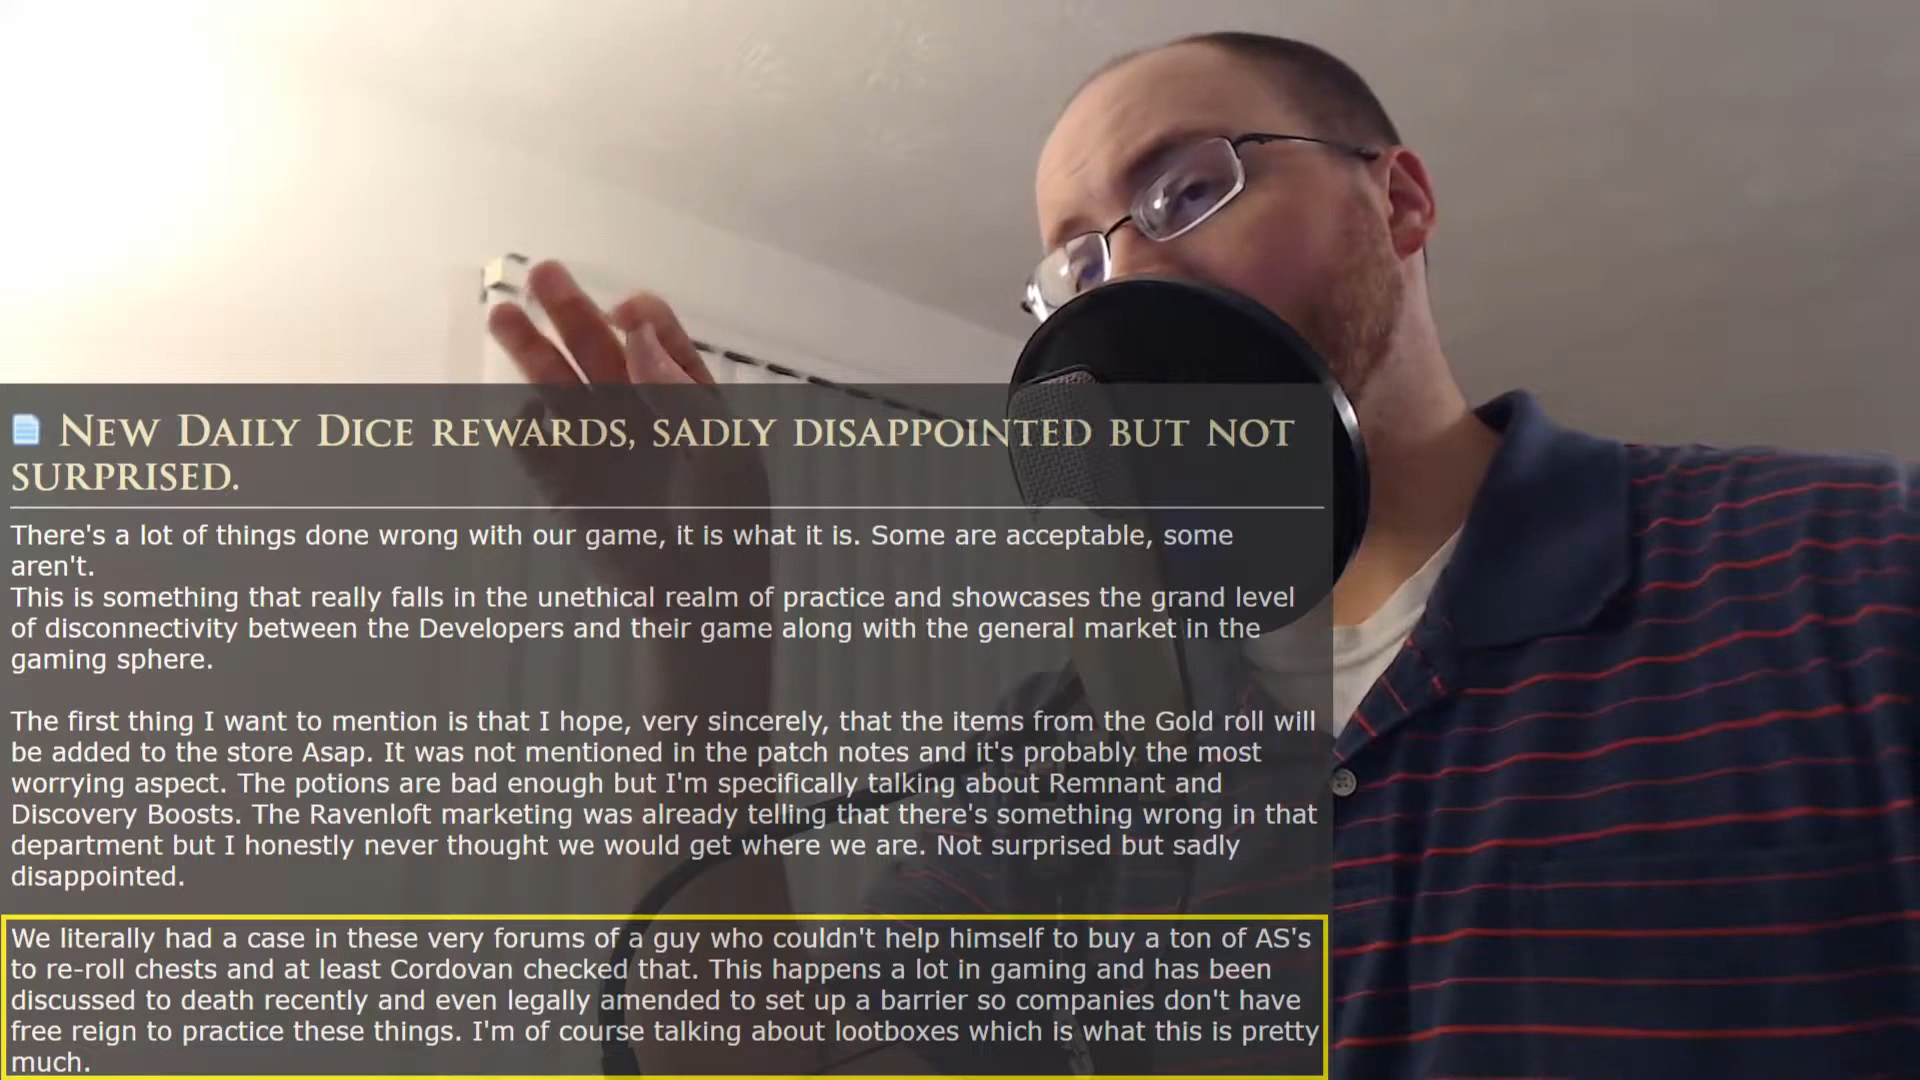 New Daily Dice rewards, sadly disappointed but not
surprised.
There's a lot of things done wrong with our game, it is what it is. Some are acceptable, some
aren't.
This is something that really falls in the unethical realm of practice and showcases the grand level
of disconnectivity between the Developers and their game along with the general market in the
gaming sphere.
The first thing I want to mention is that I hope, very sincerely, that the items from the Gold roll will
be added to the store Asap. It was not mentioned in the patch notes and it's probably the most
worrying aspect. The potions are bad enough but I'm specifically talking about Remnant and
Discovery Boosts. The Ravenloft marketing was already telling that there's something wrong in that
department but I honestly never thought we would get where we are. Not surprised but sadly
disappointed.
We literally had a case in these very forums of a guy who couldn't help himself to buy a ton of AS's
to re-roll chests and at least Cordovan checked that. This happens a lot in gaming and has been
discussed to death recently and even legally amended to set up a barrier so companies don't have
free reign to practice these things. I'm of course talking about lootboxes which is what this is pretty
much.